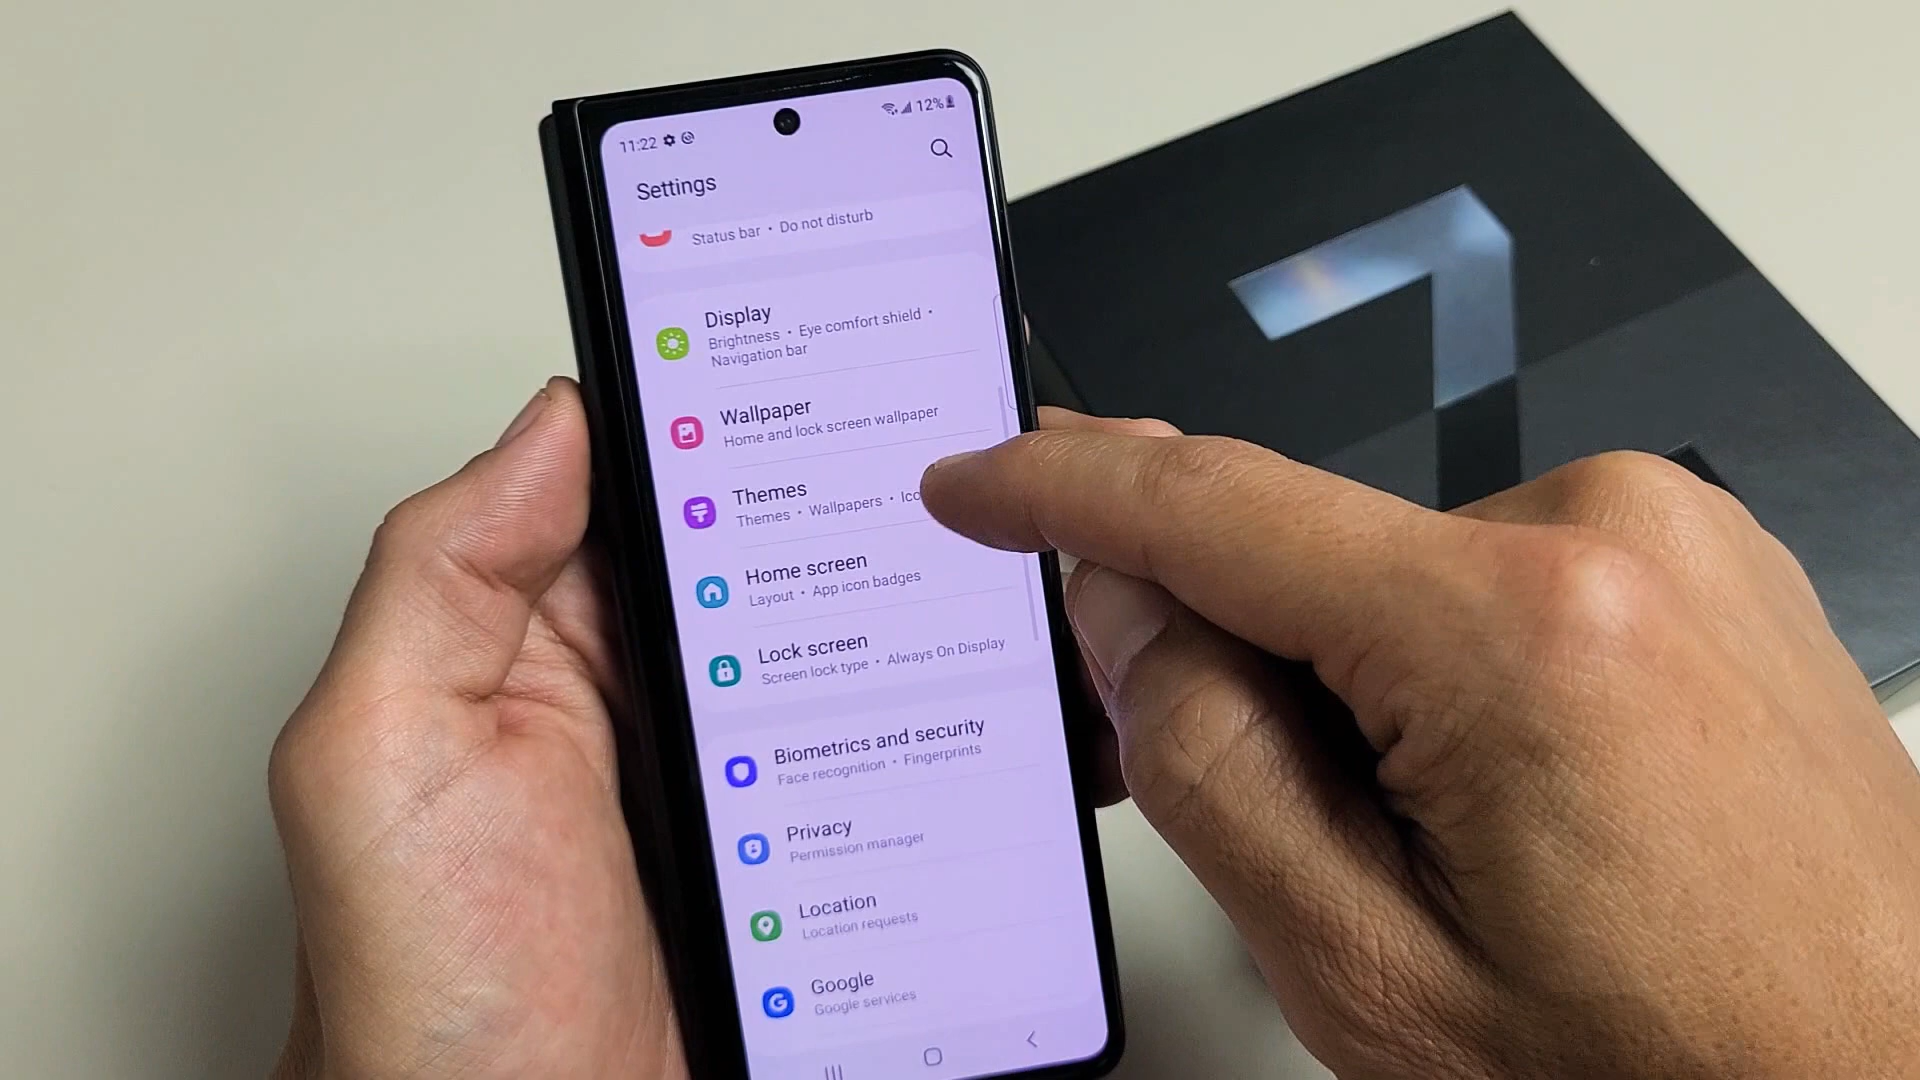 11:22
12%
Settings
Status bar • Do not disturb
Display
Brightness • Eye comfort shield •
Navigation bar
Wallpaper
Home and lock screen wallpaper
Themes
Themes • Wallpapers •
Home screen
Layout • App icon badges
Lock screen
Screen lock type • Always On Display
Biometrics and security
Face recognition • Fingerprints
Privacy
Permission manager
Location
Location requests
Google
Google services